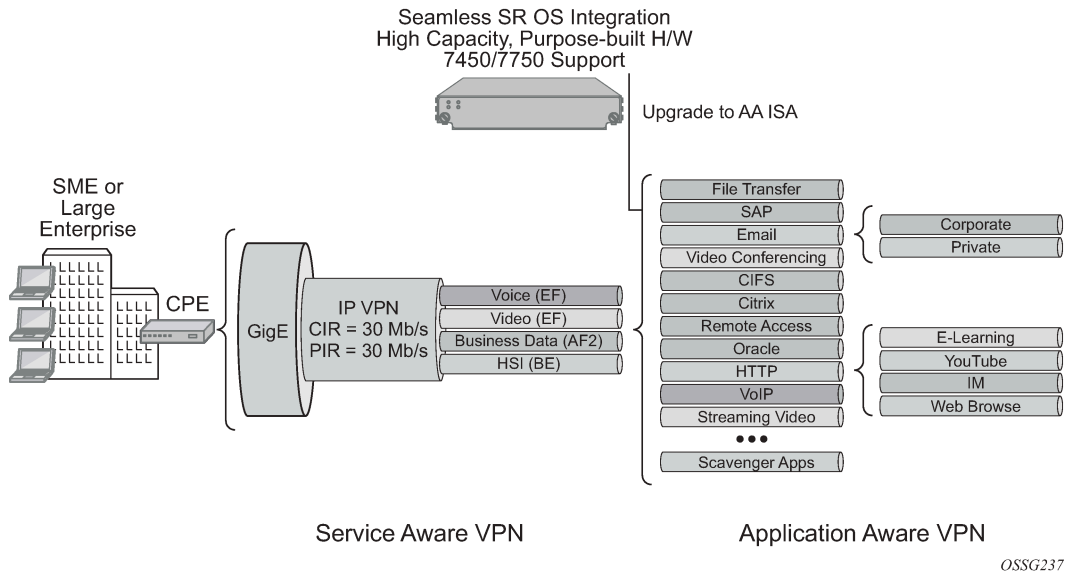 Seamless SR OS Integration
High Capacity, Purpose-built H/W
7450/7750 Support
Upgrade to AA ISA
SME or
Large
Enterprise
CPE
GigE
IP VPN
CIR = 30 Mb/s
PIR = 30 Mb/s
Voice (EF)
Video (EF)
Business Data (AF2)
HSI (BE)
File Transfer
SAP
Email
Video Conferencing
CIFS
Citrix
Remote Access
Oracle
HTTP
VoIP
Streaming Video
•••
Scavenger Apps
Corporate
Private
E-Learning
YouTube
IM
Web Browse
Service Aware VPN
Application Aware VPN
OSSG237